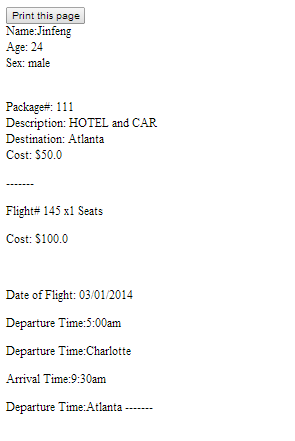 Print this page
Name:Jinfeng
Age: 24
Sex: male
Package#: 111
Description: HOTEL and CAR
Destination: Atlanta
Cost: $50.0
-------
Flight# 145 x1 Seats
Cost: $100.0
Date of Flight: 03/01/2014
Departure Time:5:00am
Departure Time:Charlotte
Arrival Time:9:30am
Departure Time:Atlanta -------